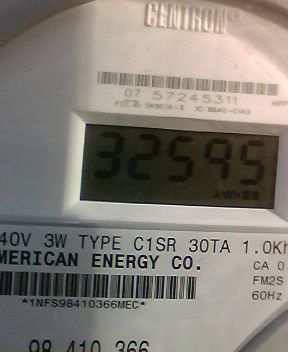 CENTRON®
07 57245311
32595
kWh
40V 3W TYPE C1SR 30TA 1.0Kh
MERICAN ENERGY CO.
CA 0
FM2S
60Hz
*1NFS98410366MEC*
98 410 366